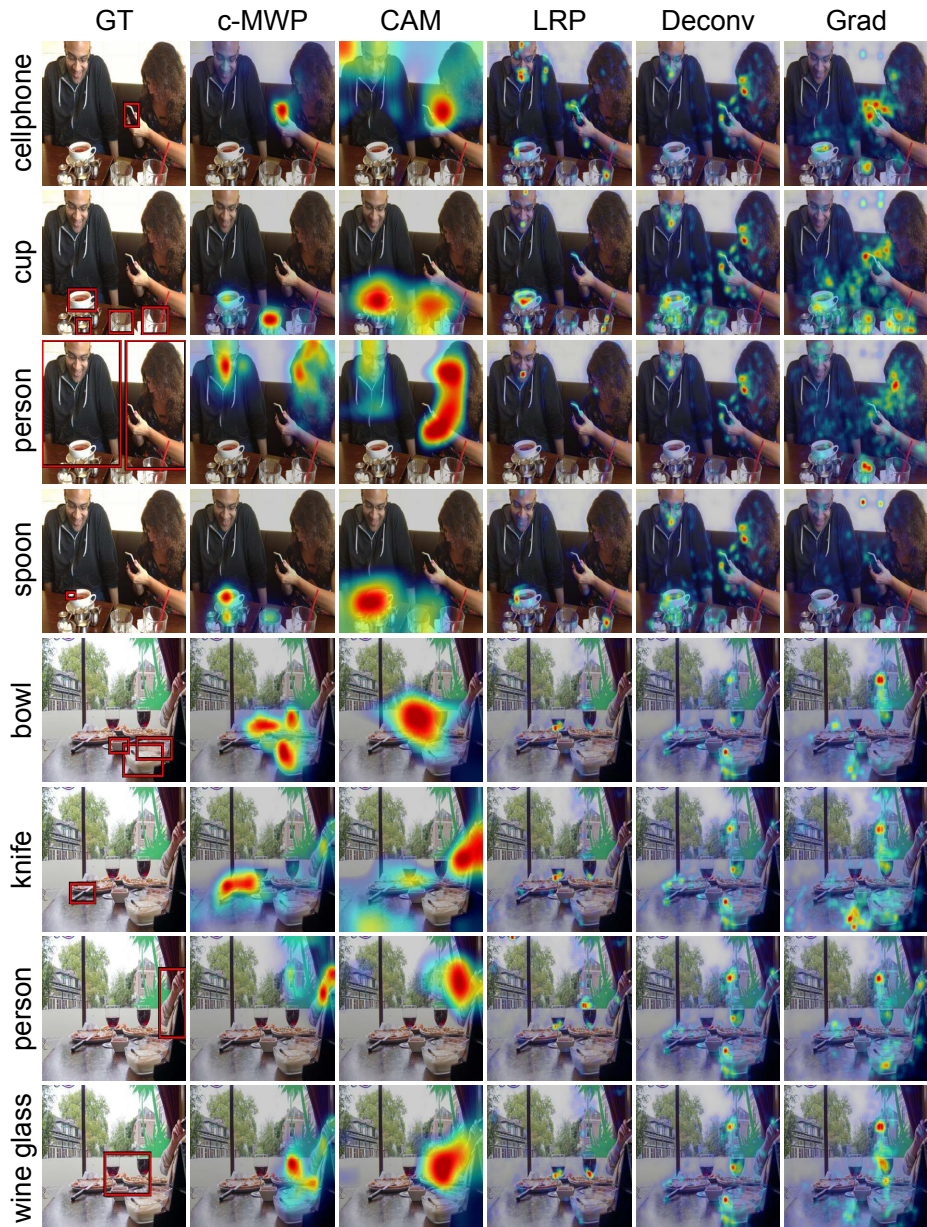 GT c-MWP CAM LRP Deconv Grad
cellphone
cup
person
spoon
bowl
knife
person
wine glass